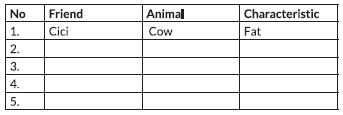 No Friend Animal Characteristic
1. Cici Cow Fat
2.
3.
4.
5.